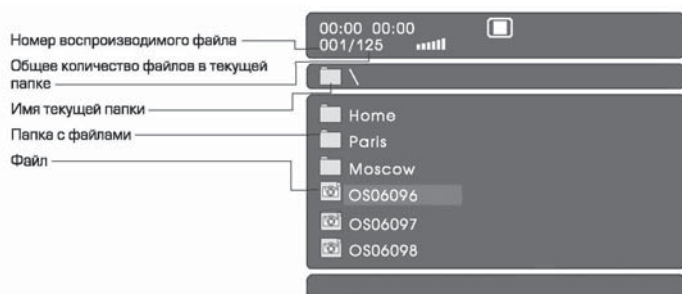 Номер воспроизводимого файла
Общее количество файлов в текущей
папке
Имя текущей папки
Папка с файлами
Файл
00:00 00:00
001/125
\
Home
Paris
Moscow
OS06096
OS06097
OS06098